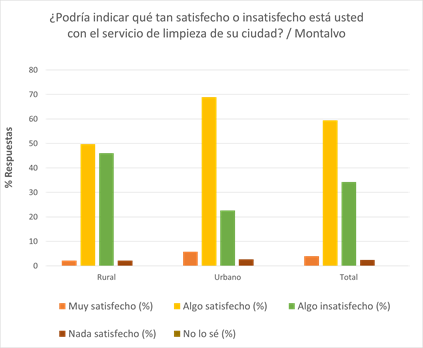 ¿Podría indicar qué tan satisfecho o insatisfecho está usted
con el servicio de limpieza de su ciudad? / Montalvo
% Respuestas
80
70
60
50
40
30
20
10
0
Rural
Urbano
Total
Muy satisfecho (%)
Algo satisfecho (%)
Algo insatisfecho (%)
Nada satisfecho (%)
No lo sé (%)